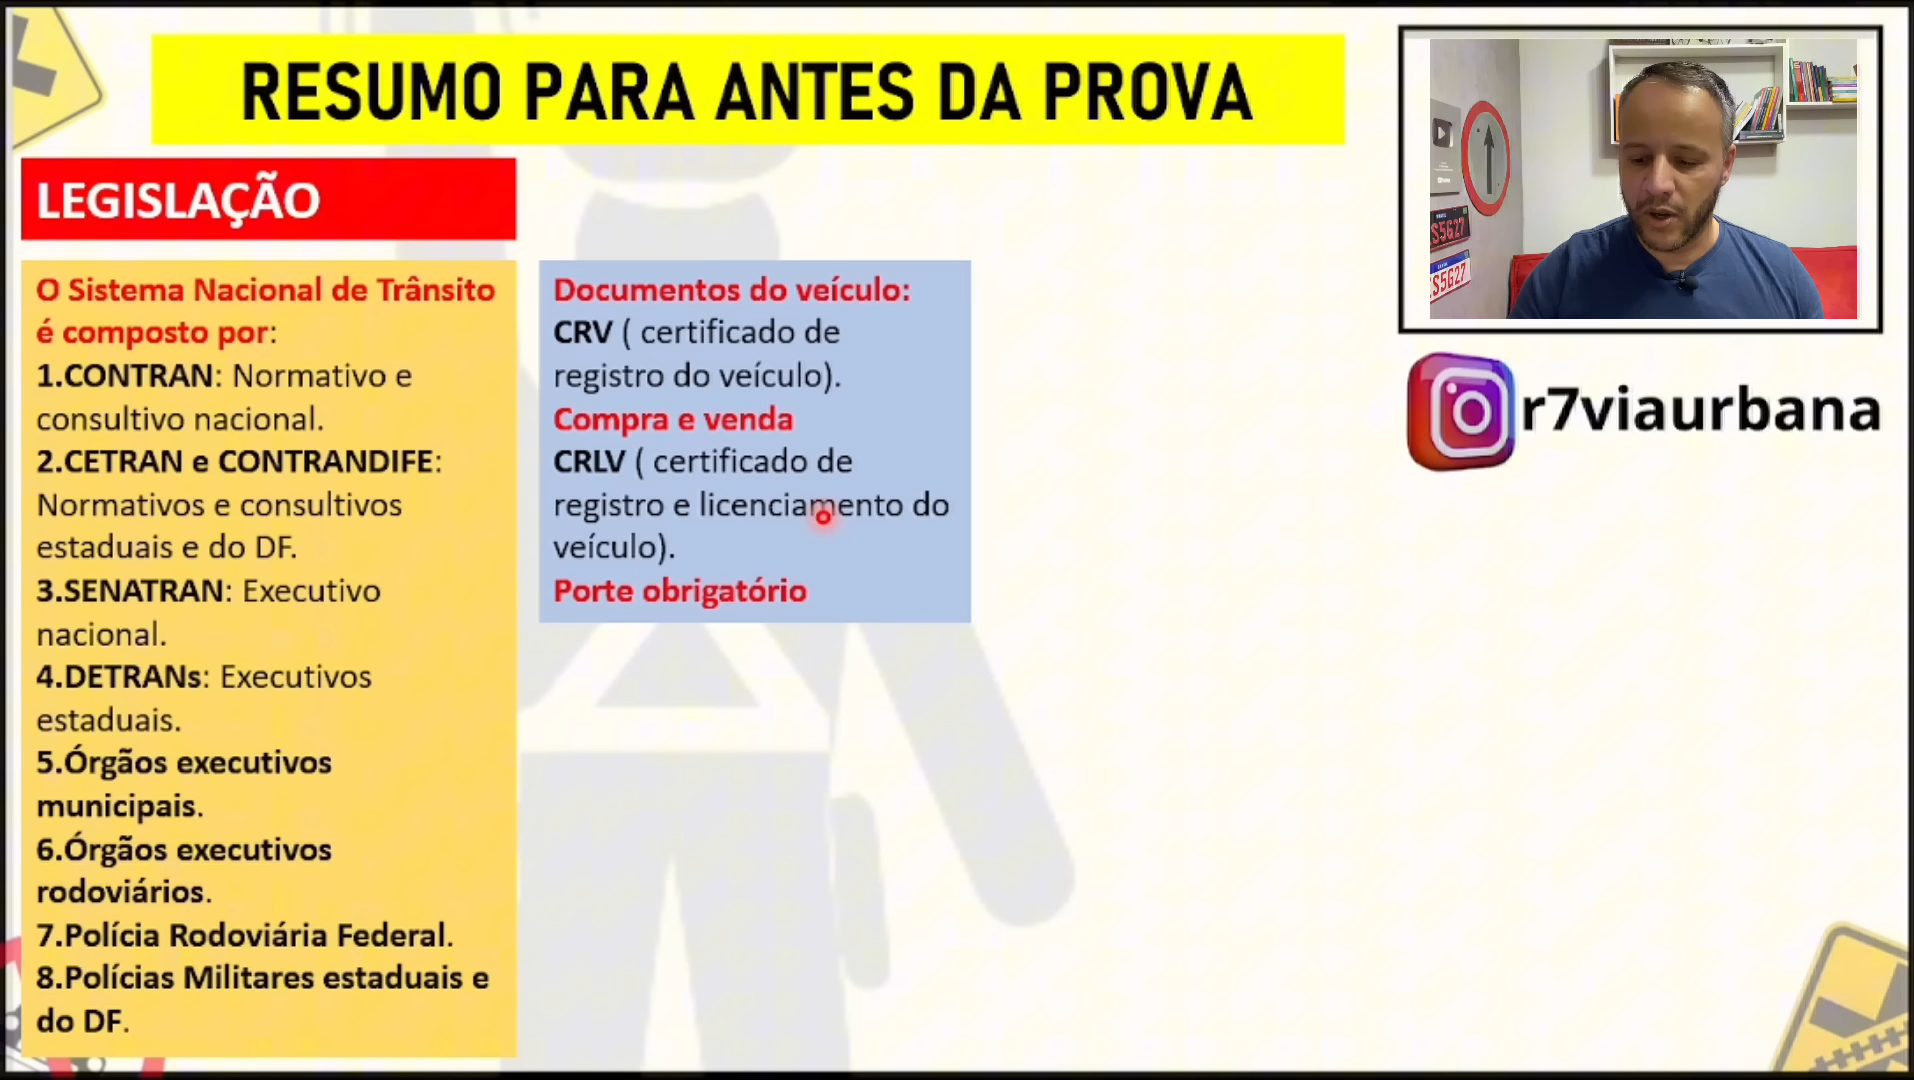 RESUMO PARA ANTES DA PROVA
LEGISLAÇÃO
O Sistema Nacional de Trânsito
é composto por:
1.CONTRAN: Normativo e
consultivo nacional.
2.CETRAN e CONTRANDIFE:
Normativos e consultivos
estaduais e do DF.
3.SENATRAN: Executivo
nacional.
4.DETRANs: Executivos
estaduais.
5.Órgãos executivos
municipais.
6.Órgãos executivos
rodoviários.
7.Polícia Rodoviária Federal.
8.Polícias Militares estaduais e
do DF.
Documentos do veículo:
CRV ( certificado de
registro do veículo).
Compra e venda
CRLV ( certificado de
registro e licenciamento do
veículo).
Porte obrigatório
S5G27
S5G27
r7viaurbana